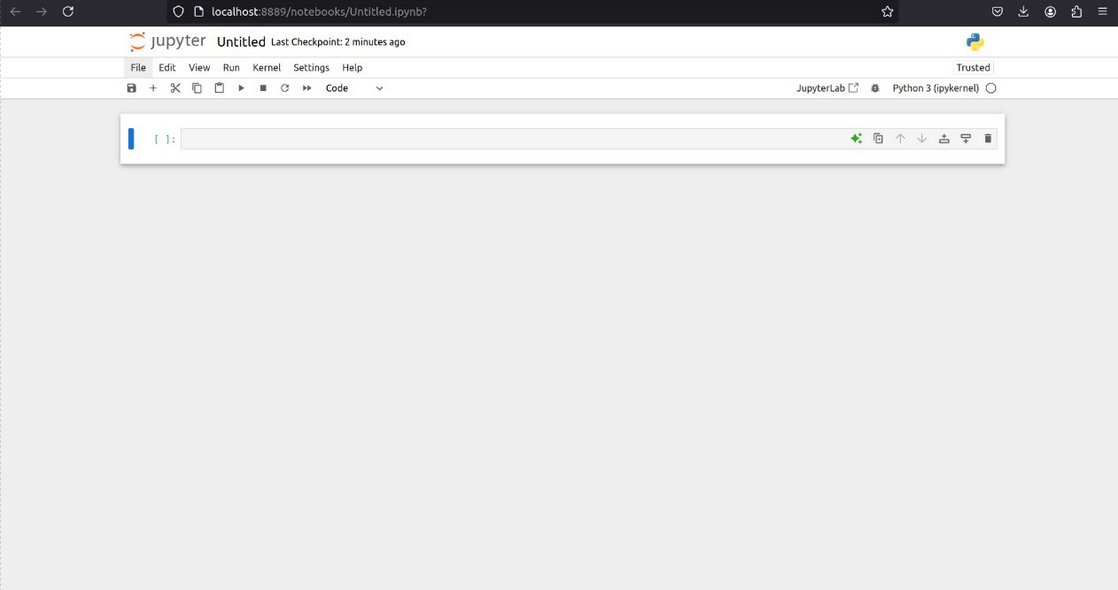 localhost:8889/notebooks/Untitled.ipynb?
jupyter Untitled Last Checkpoint: 2 minutes ago
File Edit View Run Kernel Settings Help Trusted
Code JupyterLab Python 3 (ipykernel)
[ ]: